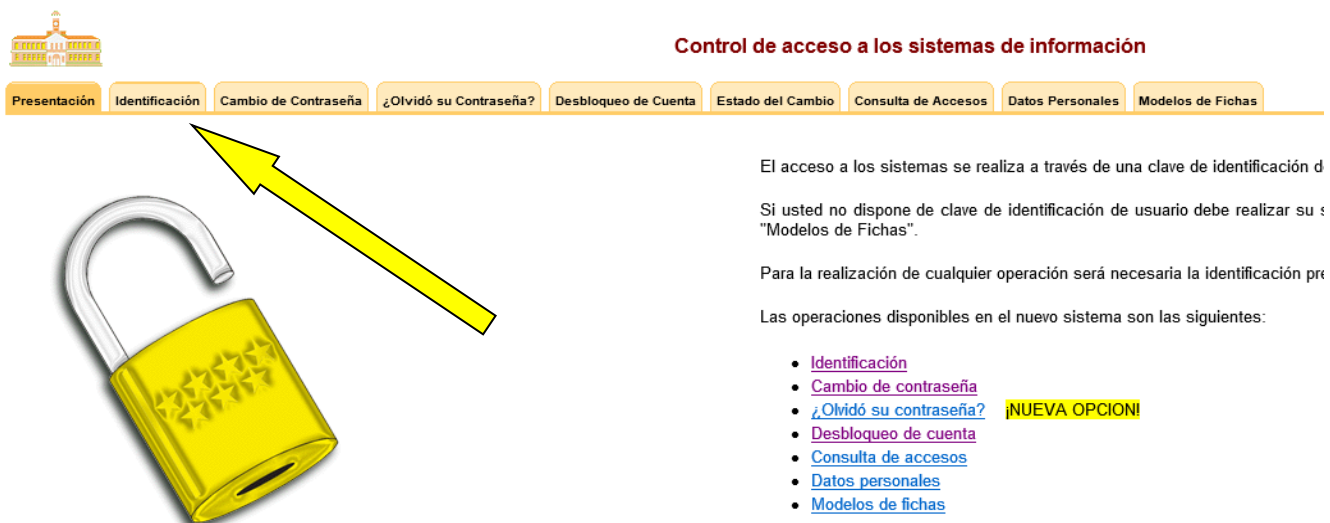 Control de acceso a los sistemas de información
Presentación Identificación Cambio de Contraseña ¿Olvidó su Contraseña? Desbloqueo de Cuenta Estado del Cambio Consulta de Accesos Datos Personales Modelos de Fichas
El acceso a los sistemas se realiza a través de una clave de identificación
Si usted no dispone de clave de identificación de usuario debe realizar su
"Modelos de Fichas".
Para la realización de cualquier operación será necesaria la identificación
Las operaciones disponibles en el nuevo sistema son las siguientes:
Identificación
Cambio de contraseña
¿Olvidó su contraseña? ¡NUEVA OPCION!
Desbloqueo de cuenta
Consulta de accesos
Datos personales
Modelos de fichas